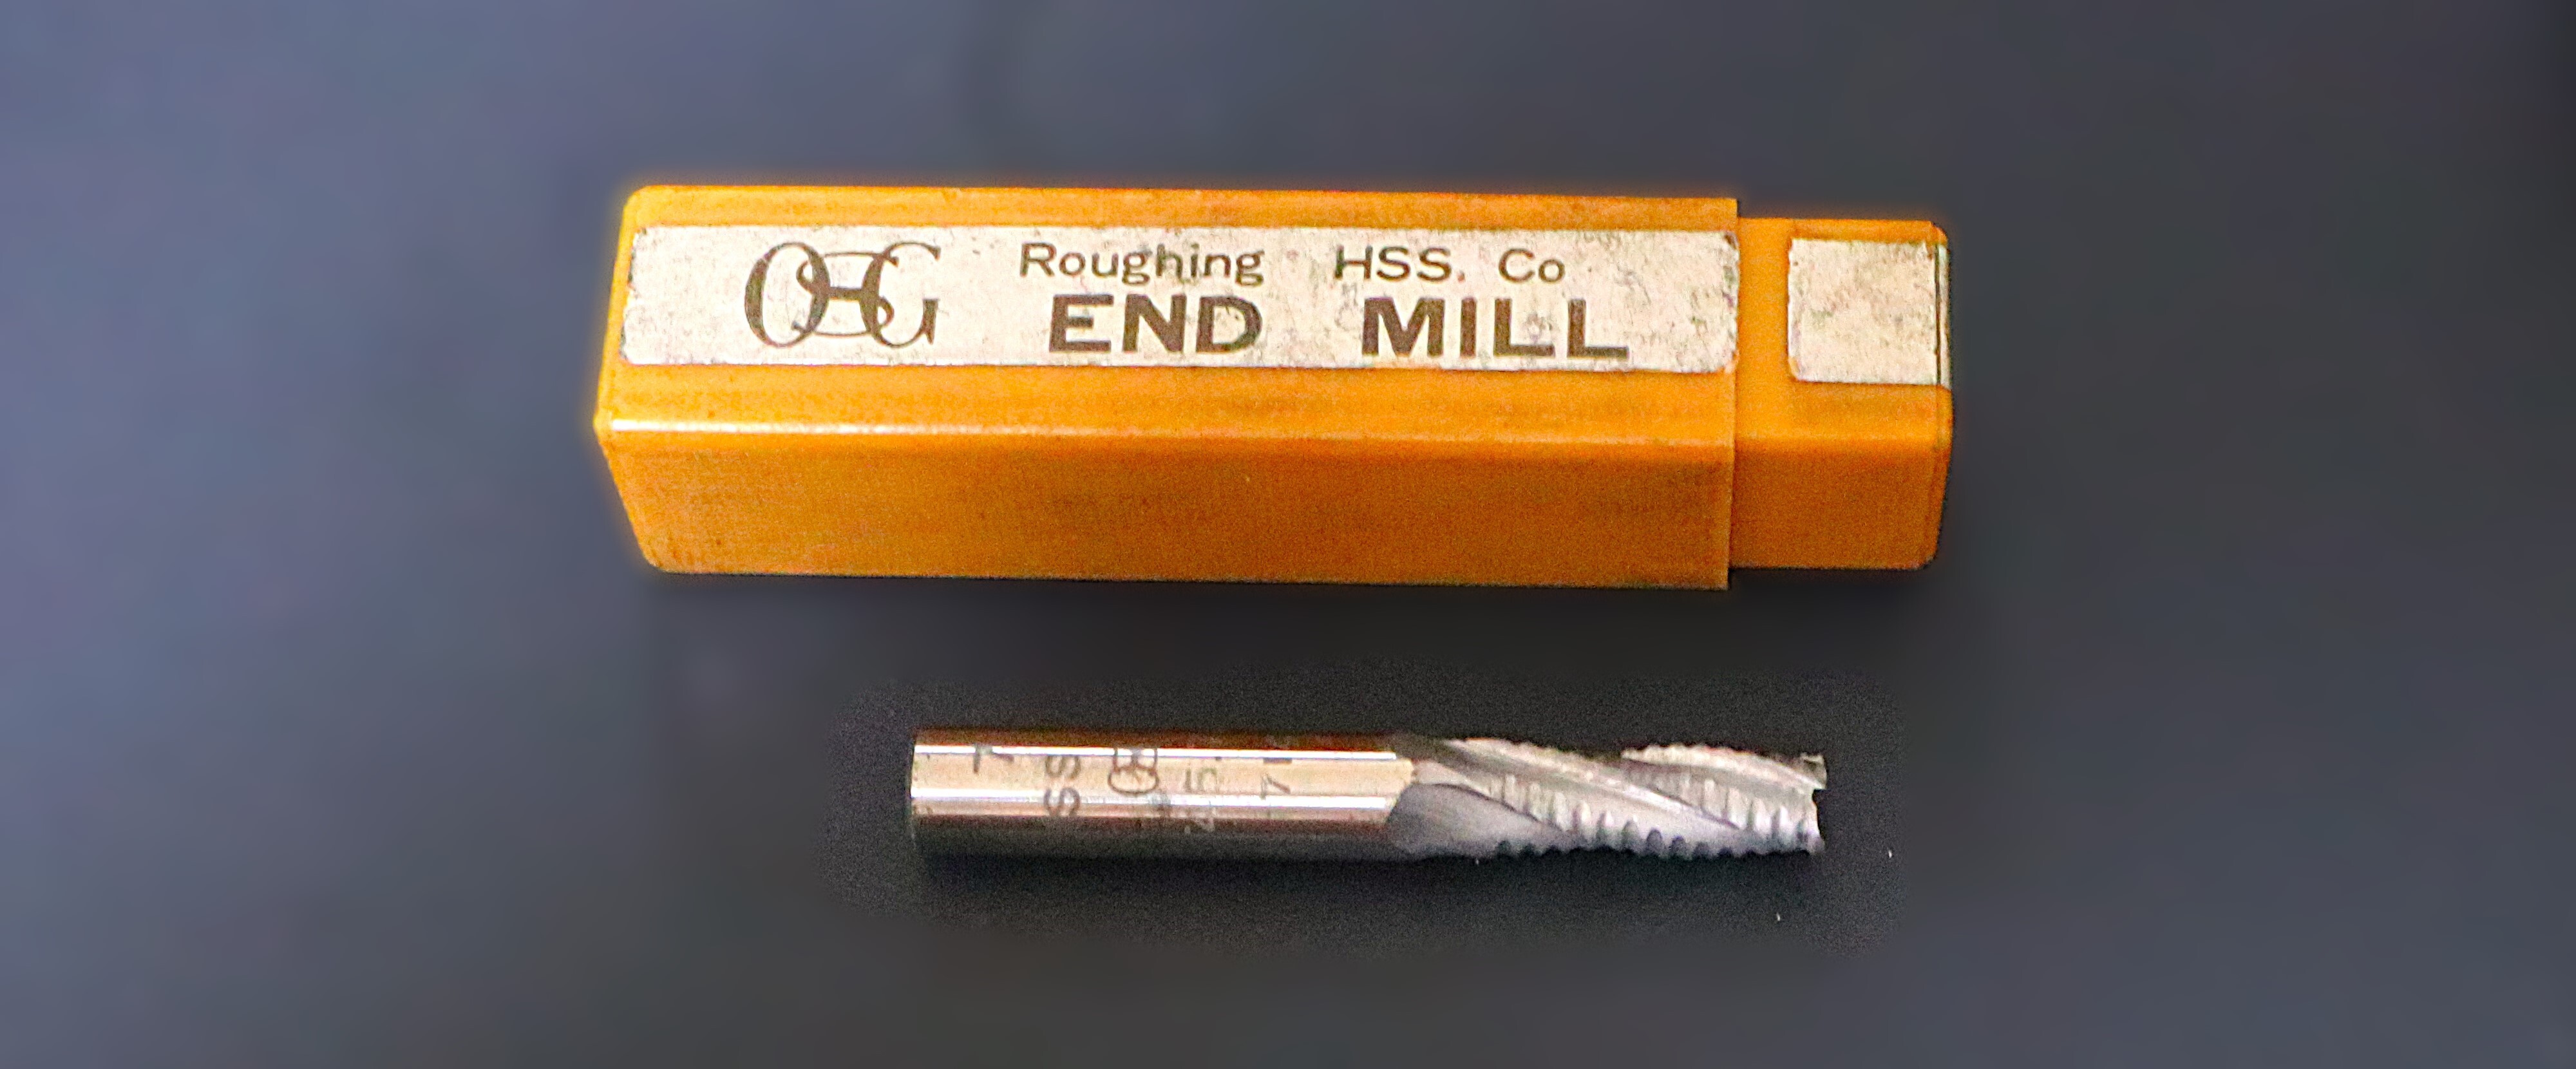 OSG
Roughing HSS. Co
END MILL